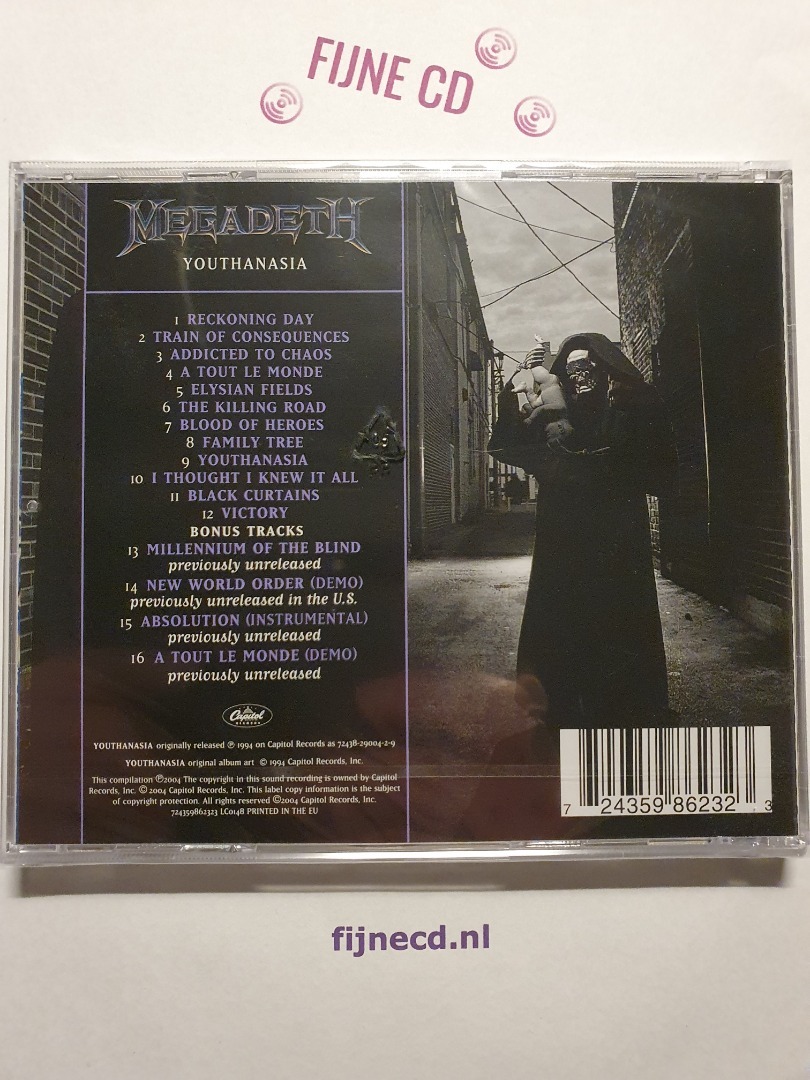 FIJNE CD
MEGADETH
YOUTHANASIA
1 RECKONING DAY
2 TRAIN OF CONSEQUENCES
3 ADDICTED TO CHAOS
4 A TOUT LE MONDE
5 ELYSIAN FIELDS
6 THE KILLING ROAD
7 BLOOD OF HEROES
8 FAMILY TREE
9 YOUTHANASIA
10 I THOUGHT I KNEW IT ALL
11 BLACK CURTAINS
12 VICTORY
BONUS TRACKS
13 MILLENNIUM OF THE BLIND
previously unreleased
14 NEW WORLD ORDER (DEMO)
previously unreleased in the U.S.
15 ABSOLUTION (INSTRUMENTAL)
previously unreleased
16 A TOUT LE MONDE (DEMO)
previously unreleased
Capitol
RECORDS
YOUTHANASIA originally released ℗ 1994 on Capitol Records as 72438-29004-2-9
YOUTHANASIA original album art © 1994 Capitol Records, Inc.
This compilation ℗2004 The copyright in this sound recording is owned by Capitol
Records, Inc. © 2004 Capitol Records, Inc. This label copy information is the subject
of copyright protection. All rights reserved ©2004 Capitol Records, Inc.
724359862323 LC0148 PRINTED IN THE EU
7 24359 86232 3
fijnecd.nl